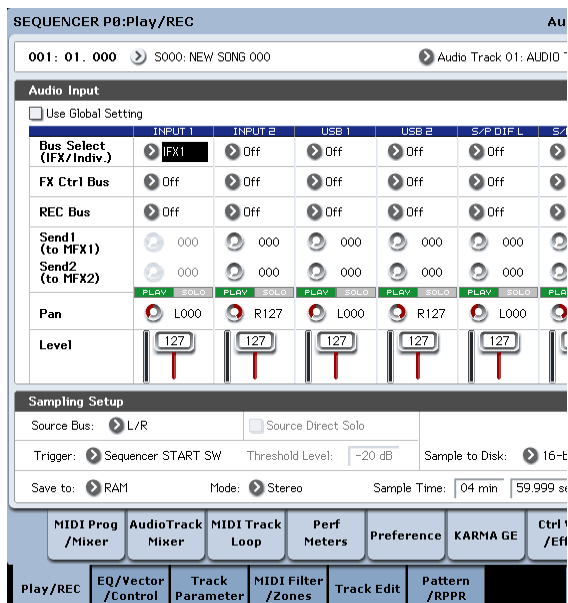 SEQUENCER P0:Play/REC Au
001: 01. 000 S000: NEW SONG 000 Audio Track 01: AUDIO
Audio Input
Use Global Setting
INPUT 1 INPUT 2 USB 1 USB 2 S/P DIF L S/
Bus Select
(IFX/Indiv.) IFX1 Off Off Off Off
FX Ctrl Bus Off Off Off Off Off
REC Bus Off Off Off Off Off
Send1
(to MFX1) 000 000 000 000 000
Send2
(to MFX2) 000 000 000 000 000
PLAY SOLO PLAY SOLO PLAY SOLO PLAY SOLO PLAY SOLO PLA
Pan L000 R127 L000 R127 L000
Level 127 127 127 127 127
Sampling Setup
Source Bus: L/R Source Direct Solo
Trigger: Sequencer START SW Threshold Level: -20 dB Sample to Disk: 16-b
Save to: RAM Mode: Stereo Sample Time: 04 min 59.999 se
MIDI Prog AudioTrack MIDI Track Perf Preference KARMA GE Ctrl
/Mixer Mixer Loop Meters /Eff
Play/REC EQ/Vector Track MIDI Filter Track Edit Pattern
/Control Parameter /Zones /RPPR